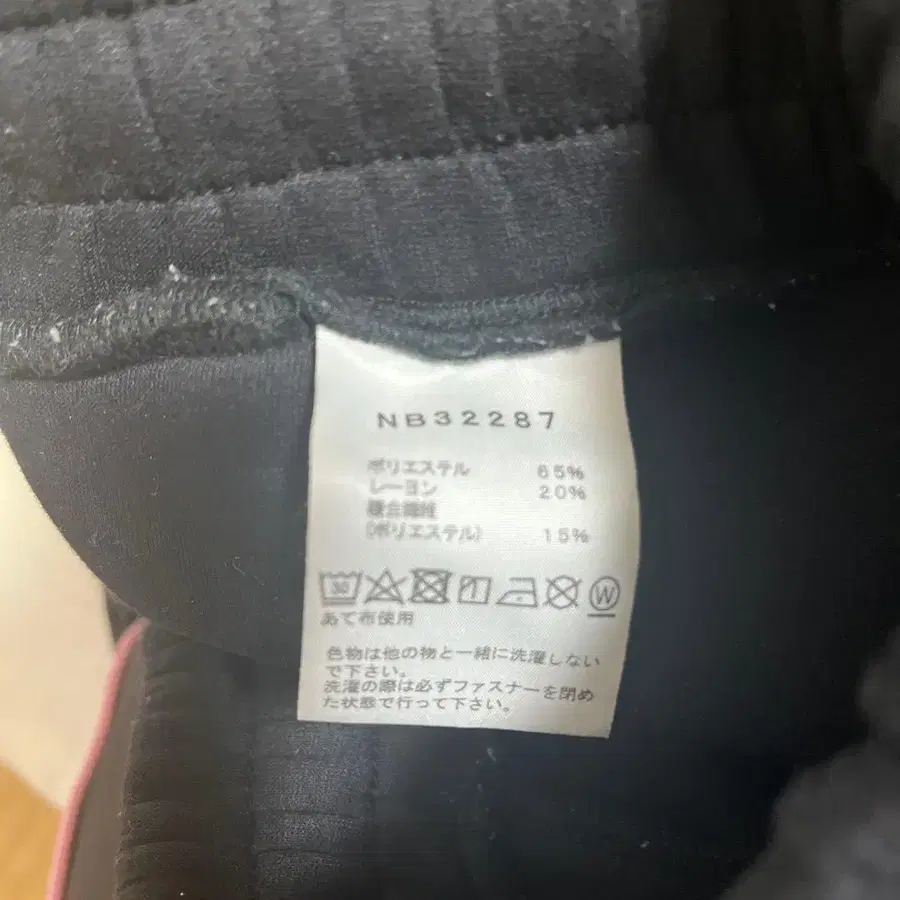 NB32287
ポリエステル 65%
レーヨン 20%
複合繊維
(ポリエステル) 15%
30 W
あて布使用
色物は他の物と一緒に洗濯しない
で下さい。
洗濯の際は必ずファスナーを閉め
た状態で行って下さい。